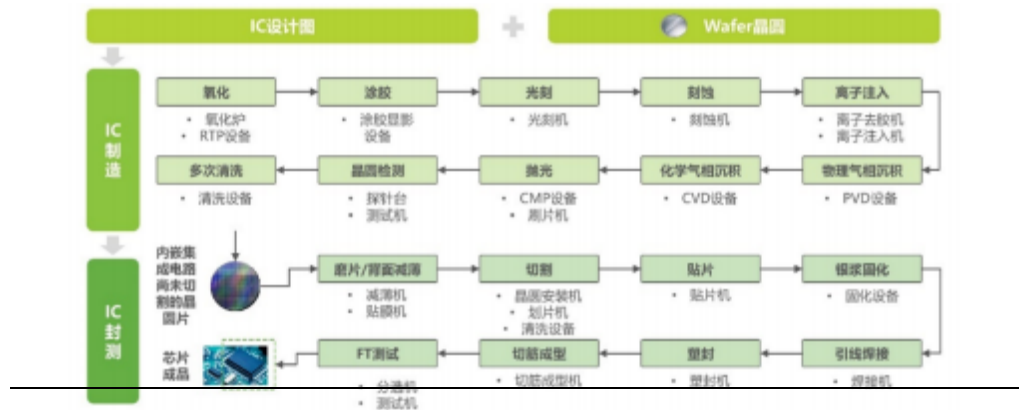 IC设计图
Wafer晶圆
IC
制
造
氧化
涂胶
光刻
刻蚀
离子注入
• 氧化炉
• RTP设备
• 涂胶显影
设备
• 光刻机
• 刻蚀机
• 离子去胶机
• 离子注入机
多次清洗
晶圆检测
抛光
化学气相沉积
物理气相沉积
• 清洗设备
• 探针台
• 测试机
• CMP设备
• 刷片机
• CVD设备
• PVD设备
IC
封
测
内嵌集
成电路
尚未切
割的晶
圆片
磨片/背面减薄
切割
贴片
银浆固化
• 减薄机
• 贴膜机
• 晶圆安装机
• 划片机
• 清洗设备
• 贴片机
• 固化设备
芯片
成品
FT测试
切筋成型
塑封
引线焊接
• 分选机
• 测试机
• 切筋成型机
• 塑封机
• 焊接机